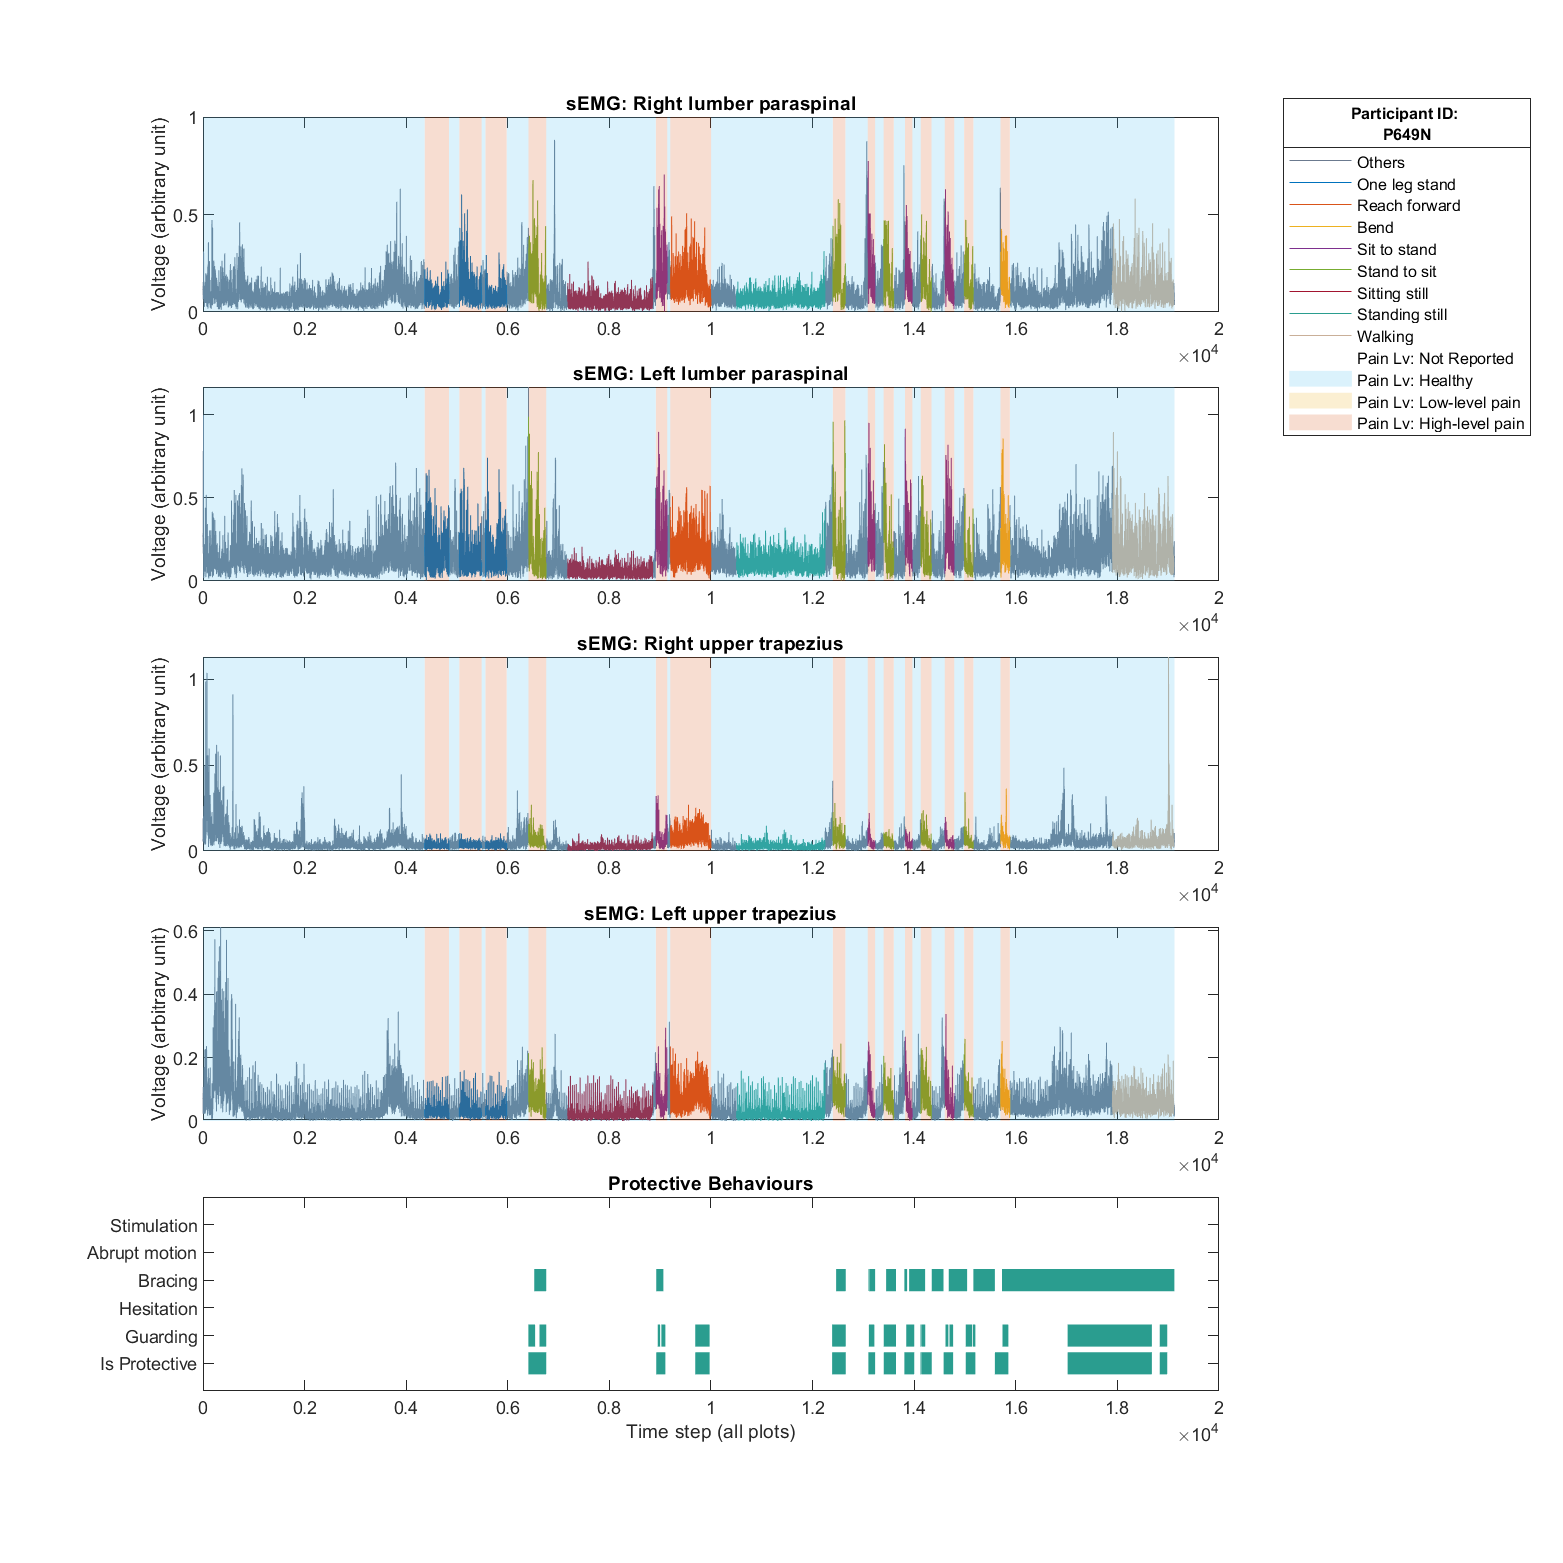 sEMG: Right lumber paraspinal
Voltage (arbitrary unit)
1
0.5
0
0 0.2 0.4 0.6 0.8 1 1.2 1.4 1.6 1.8 2
×10^4
sEMG: Left lumber paraspinal
Voltage (arbitrary unit)
1
0.5
0
0 0.2 0.4 0.6 0.8 1 1.2 1.4 1.6 1.8 2
×10^4
sEMG: Right upper trapezius
Voltage (arbitrary unit)
1
0.5
0
0 0.2 0.4 0.6 0.8 1 1.2 1.4 1.6 1.8 2
×10^4
sEMG: Left upper trapezius
Voltage (arbitrary unit)
0.6
0.4
0.2
0
0 0.2 0.4 0.6 0.8 1 1.2 1.4 1.6 1.8 2
×10^4
Protective Behaviours
Stimulation
Abrupt motion
Bracing
Hesitation
Guarding
Is Protective
0 0.2 0.4 0.6 0.8 1 1.2 1.4 1.6 1.8 2
Time step (all plots)
×10^4
Participant ID:
P649N
Others
One leg stand
Reach forward
Bend
Sit to stand
Stand to sit
Sitting still
Standing still
Walking
Pain Lv: Not Reported
Pain Lv: Healthy
Pain Lv: Low-level pain
Pain Lv: High-level pain